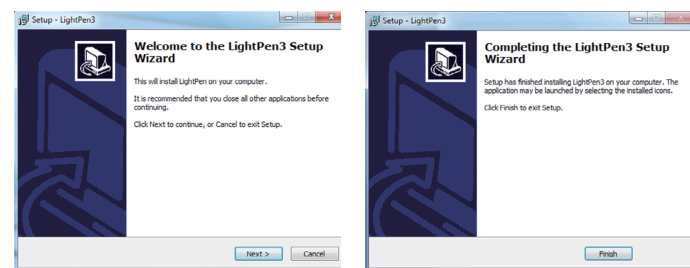 Setup - LightPen3
Welcome to the LightPen3 Setup
Wizard
This will install LightPen on your computer.
It is recommended that you close all other applications before
continuing.
Click Next to continue, or Cancel to exit Setup.
Next >
Cancel
Setup - LightPen3
Completing the LightPen3 Setup
Wizard
Setup has finished installing LightPen3 on your computer. The
application may be launched by selecting the installed icons.
Click Finish to exit Setup.
Finish